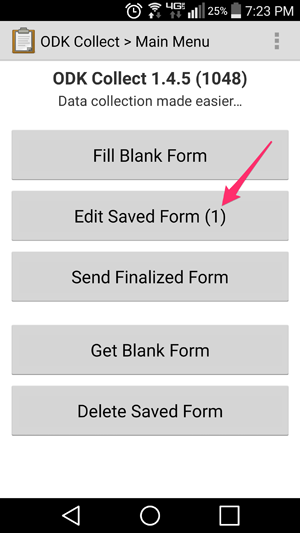 4G LTE 25% 7:23 PM
ODK Collect > Main Menu
ODK Collect 1.4.5 (1048)
Data collection made easier...
Fill Blank Form
Edit Saved Form (1)
Send Finalized Form
Get Blank Form
Delete Saved Form